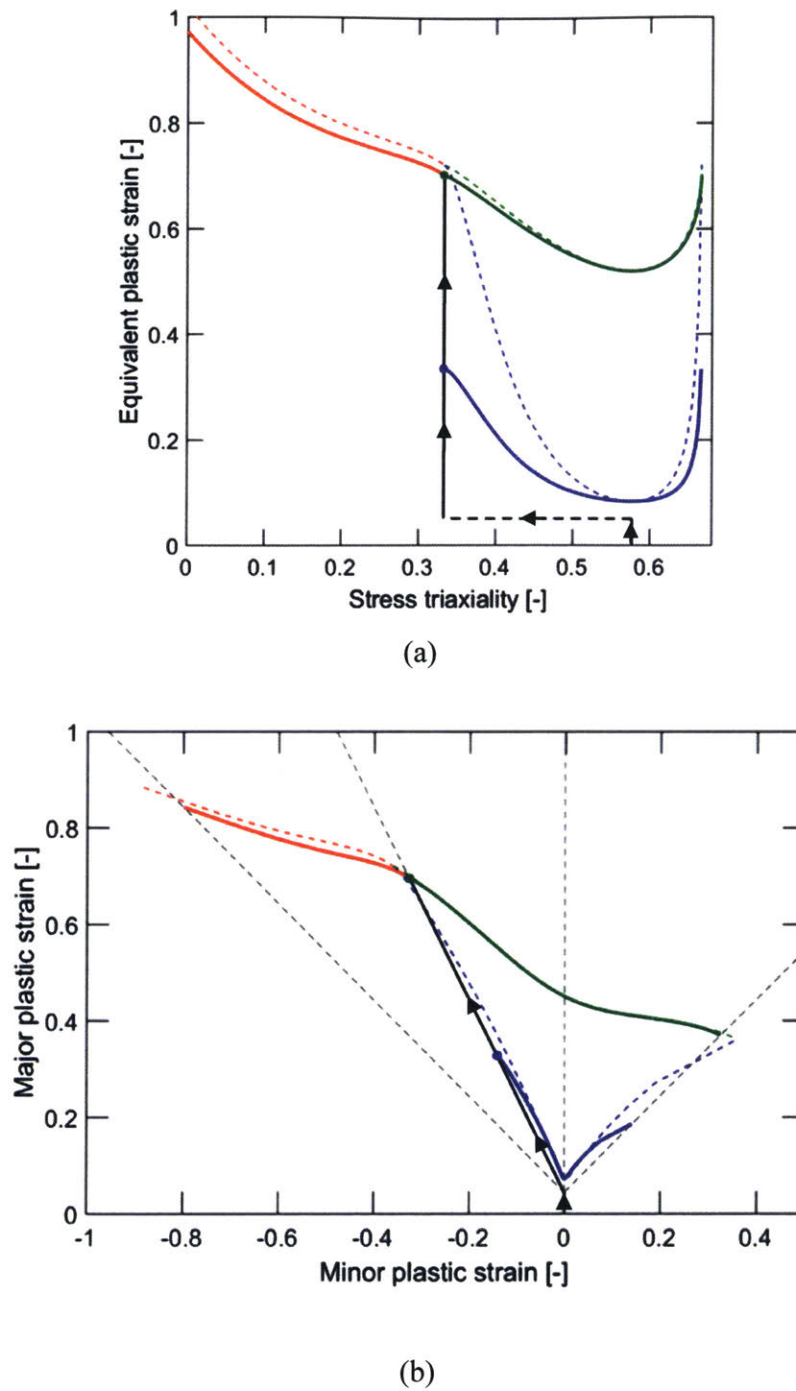 1
0.8
0.6
0.4
0.2
0
Equivalent plastic strain [-]
0 0.1 0.2 0.3 0.4 0.5 0.6
Stress triaxiality [-]
(a)
1
0.8
0.6
0.4
0.2
0
Major plastic strain [-]
-1 -0.8 -0.6 -0.4 -0.2 0 0.2 0.4
Minor plastic strain [-]
(b)